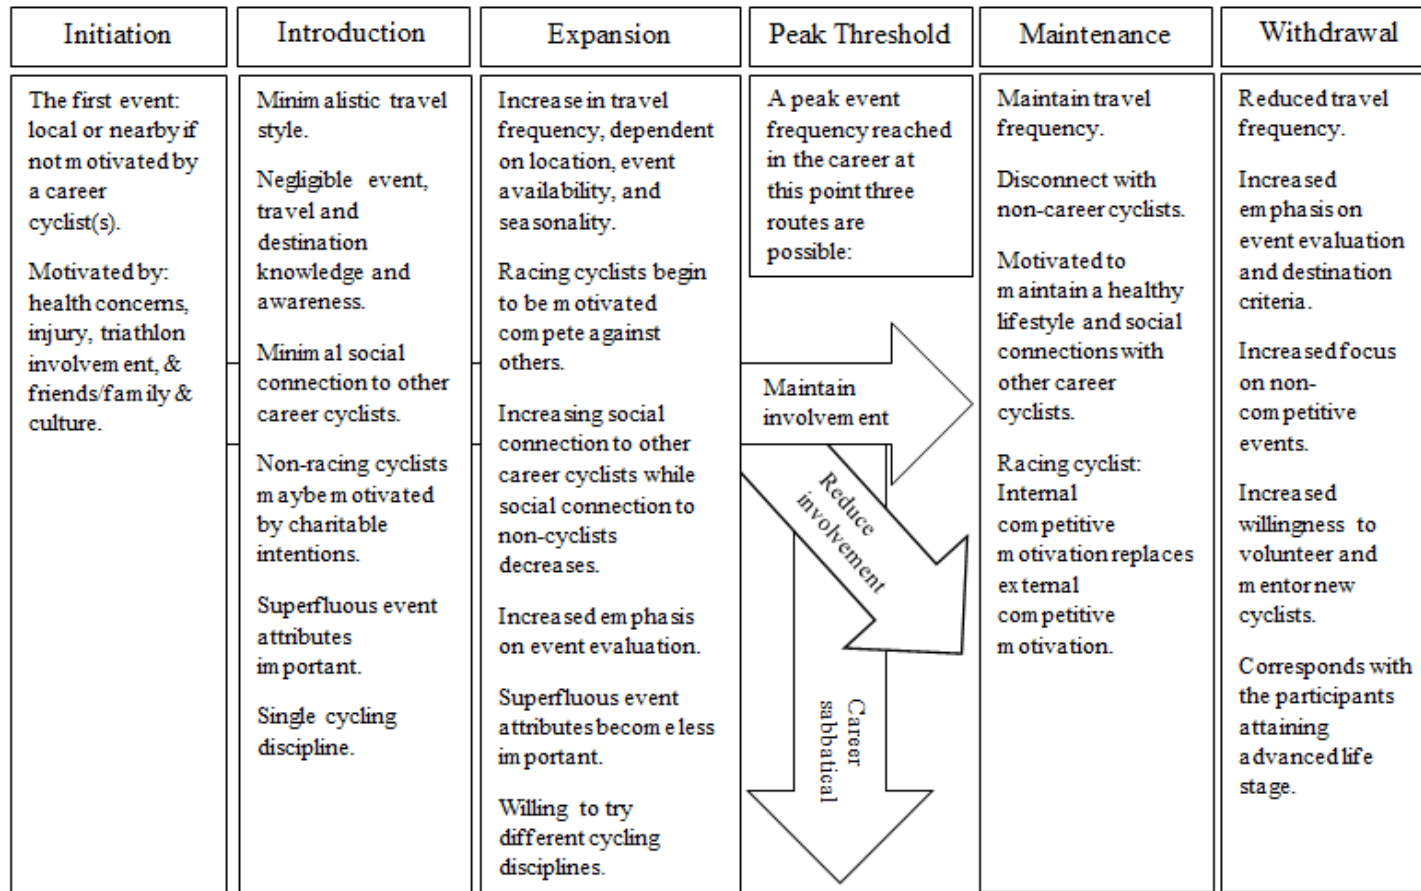 Initiation
The first event:
local or nearby if
not motivated by
a career
cyclist(s).
Motivated by:
health concerns,
injury, triathlon
involvement, &
friends/family &
culture.
Introduction
Minimalistic travel
style.
Negligible event,
travel and
destination
knowledge and
awareness.
Minimal social
connection to other
career cyclists.
Non-racing cyclists
maybe motivated
by charitable
intentions.
Superfluous event
attributes
important.
Single cycling
discipline.
Expansion
Increase in travel
frequency, dependent
on location, event
availability, and
seasonality.
Racing cyclists begin
to be motivated
compete against
others.
Increasing social
connection to other
career cyclists while
social connection to
non-cyclists
decreases.
Increased emphasis
on event evaluation.
Superfluous event
attributes become less
important.
Willing to try
different cycling
disciplines.
Peak Threshold
A peak event
frequency reached
in the career at
this point three
routes are
possible:
Maintain
involvement
Reduce
involvement
Career
sabbatical
Maintenance
Maintain travel
frequency.
Disconnect with
non-career cyclists.
Motivated to
maintain a healthy
lifestyle and social
connections with
other career
cyclists.
Racing cyclist:
Internal
competitive
motivation replaces
external
competitive
motivation.
Withdrawal
Reduced travel
frequency.
Increased
emphasis on
event evaluation
and destination
criteria.
Increased focus
on non-
competitive
events.
Increased
willingness to
volunteer and
mentor new
cyclists.
Corresponds with
the participants
attaining
advanced life
stage.